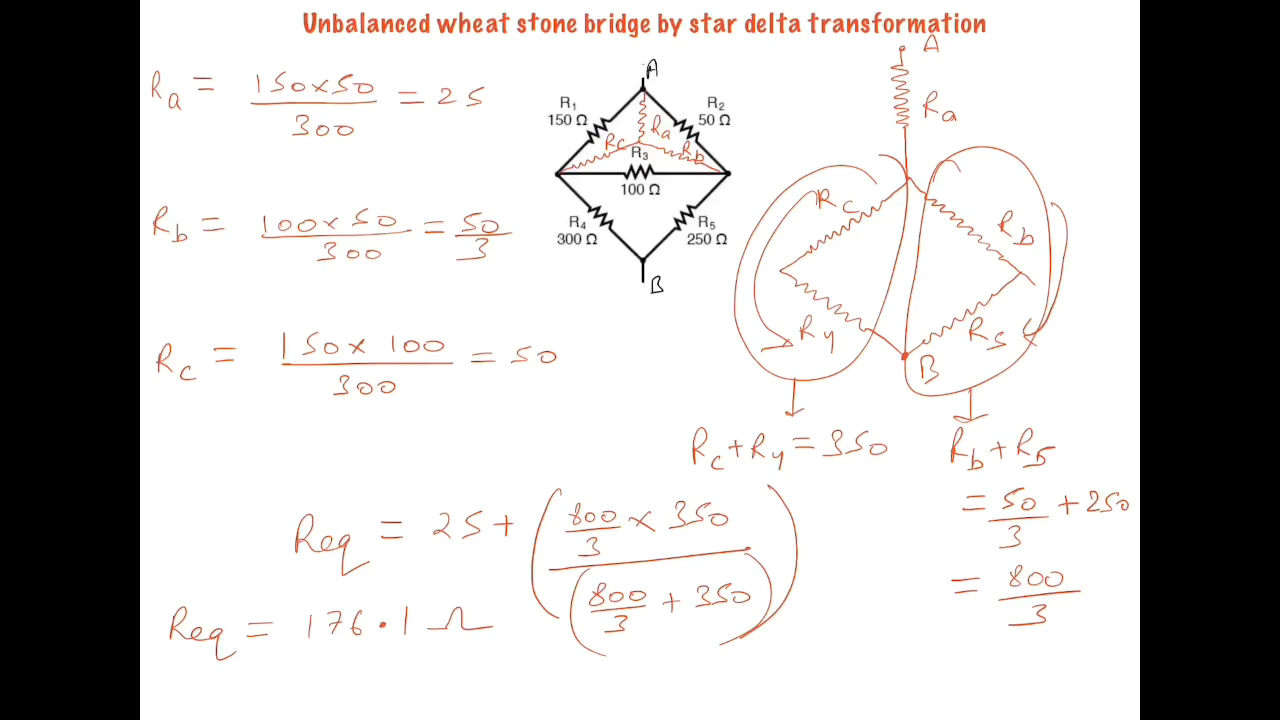 Unbalanced wheat stone bridge by star delta transformation
Ra = 150×50 / 300 = 25
Rb = 100×50 / 300 = 50 / 3
Rc = 150×100 / 300 = 50
A
R1
150 Ω
R2
50 Ω
Ra
Rc
Rb
R3
100 Ω
R4
300 Ω
R5
250 Ω
B
A
Ra
Rc
Rb
Ry
R5
B
Rc+Ry = 350
Rb+R5
= 50 / 3 + 250
= 800 / 3
Req = 25 + ( 800/3 × 350 / ( 800/3 + 350 ) )
Req = 176.1 Ω